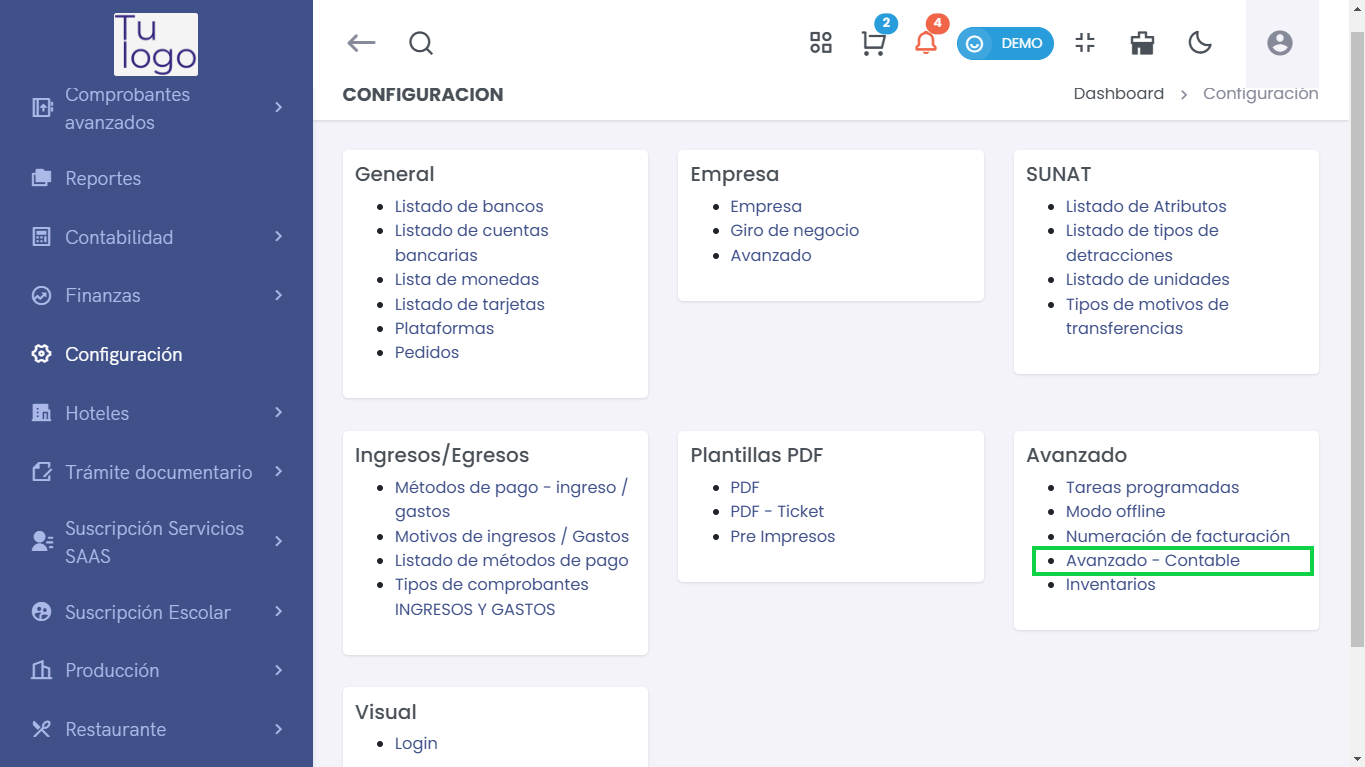 Tu
logo
Comprobantes
avanzados
Reportes
Contabilidad
Finanzas
Configuración
Hoteles
Trámite documentario
Suscripción Servicios
SAAS
Suscripción Escolar
Producción
Restaurante
2
4
DEMO
CONFIGURACION
Dashboard
Configuración
General
Listado de bancos
Listado de cuentas
bancarias
Lista de monedas
Listado de tarjetas
Plataformas
Pedidos
Empresa
Empresa
Giro de negocio
Avanzado
SUNAT
Listado de Atributos
Listado de tipos de
detracciones
Listado de unidades
Tipos de motivos de
transferencias
Ingresos/Egresos
Métodos de pago - ingreso /
gastos
Motivos de ingresos / Gastos
Listado de métodos de pago
Tipos de comprobantes
INGRESOS Y GASTOS
Plantillas PDF
PDF
PDF - Ticket
Pre Impresos
Avanzado
Tareas programadas
Modo offline
Numeración de facturación
Avanzado - Contable
Inventarios
Visual
Login